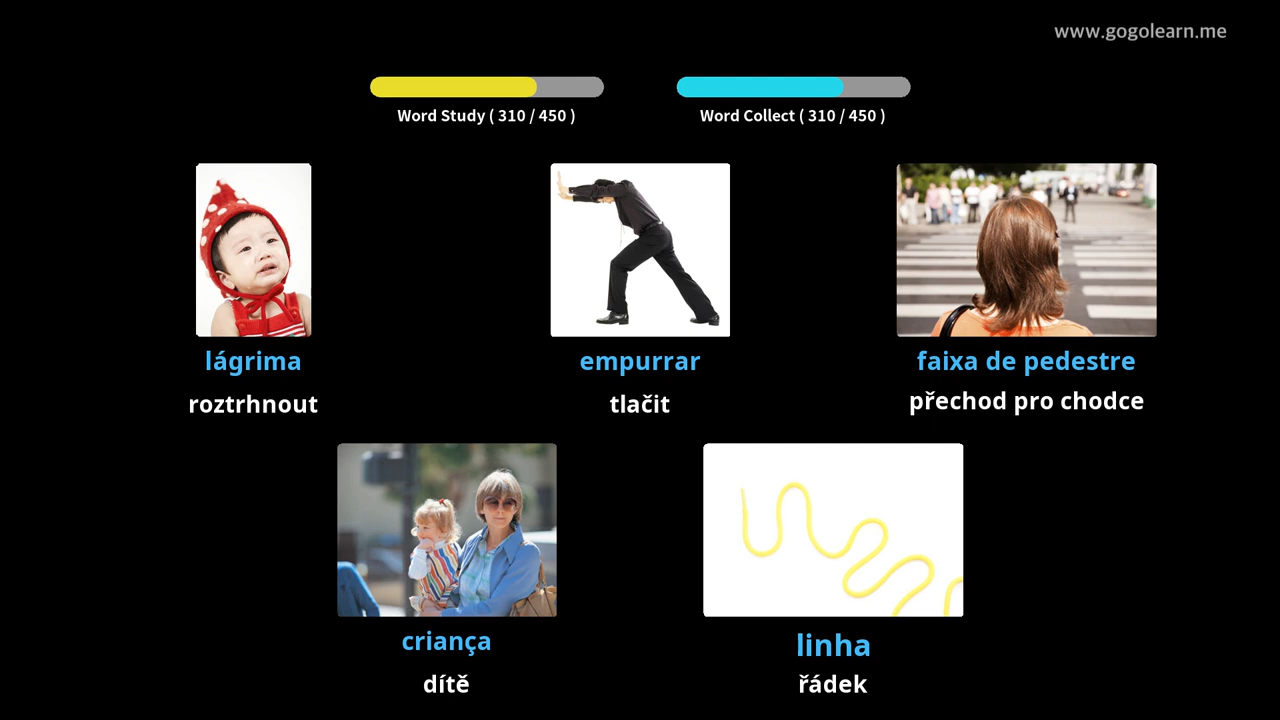 www.gogolearn.me
Word Study ( 310 / 450 )
Word Collect ( 310 / 450 )
lágrima
empurrar
faixa de pedestre
roztrhnout
tlačit
přechod pro chodce
criança
linha
dítě
řádek